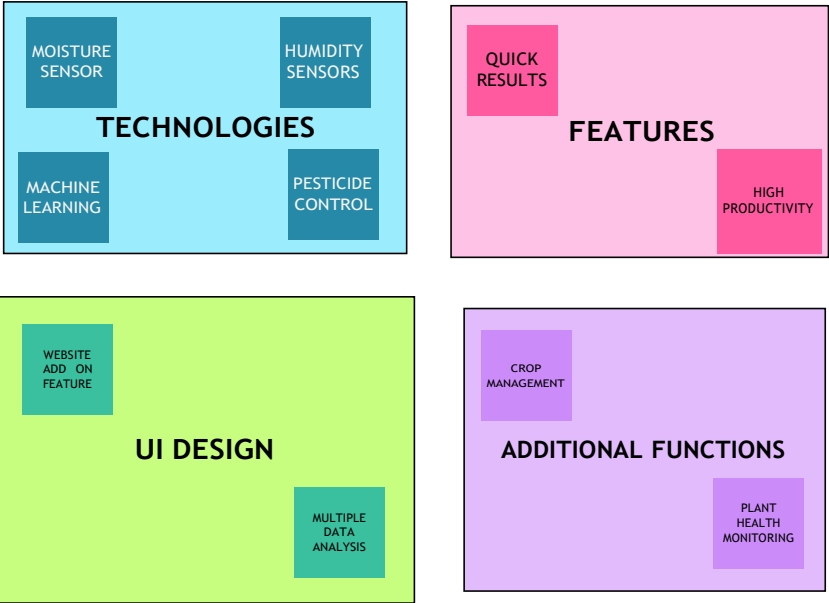 MOISTURE
SENSOR
HUMIDITY
SENSORS
TECHNOLOGIES
MACHINE
LEARNING
PESTICIDE
CONTROL
QUICK
RESULTS
FEATURES
HIGH
PRODUCTIVITY
WEBSITE
ADD ON
FEATURE
UI DESIGN
MULTIPLE
DATA
ANALYSIS
CROP
MANAGEMENT
ADDITIONAL FUNCTIONS
PLANT
HEALTH
MONITORING